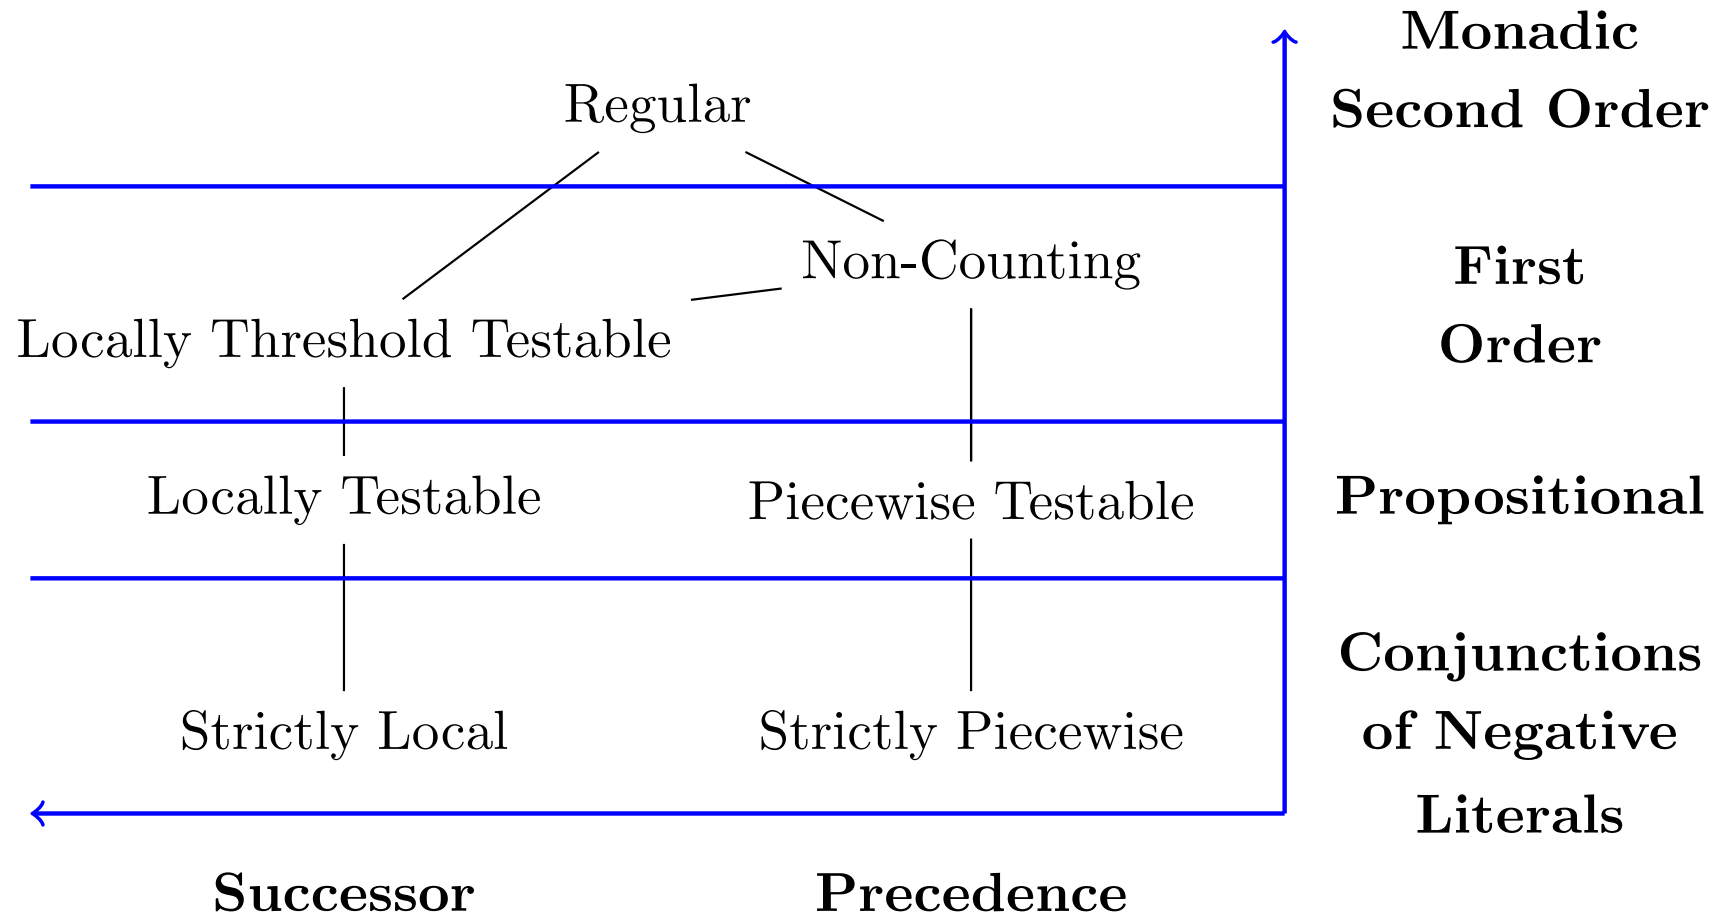 Monadic
Second Order
Regular
First
Order
Non-Counting
Locally Threshold Testable
Propositional
Locally Testable
Piecewise Testable
Conjunctions
of Negative
Literals
Strictly Local
Strictly Piecewise
Successor
Precedence